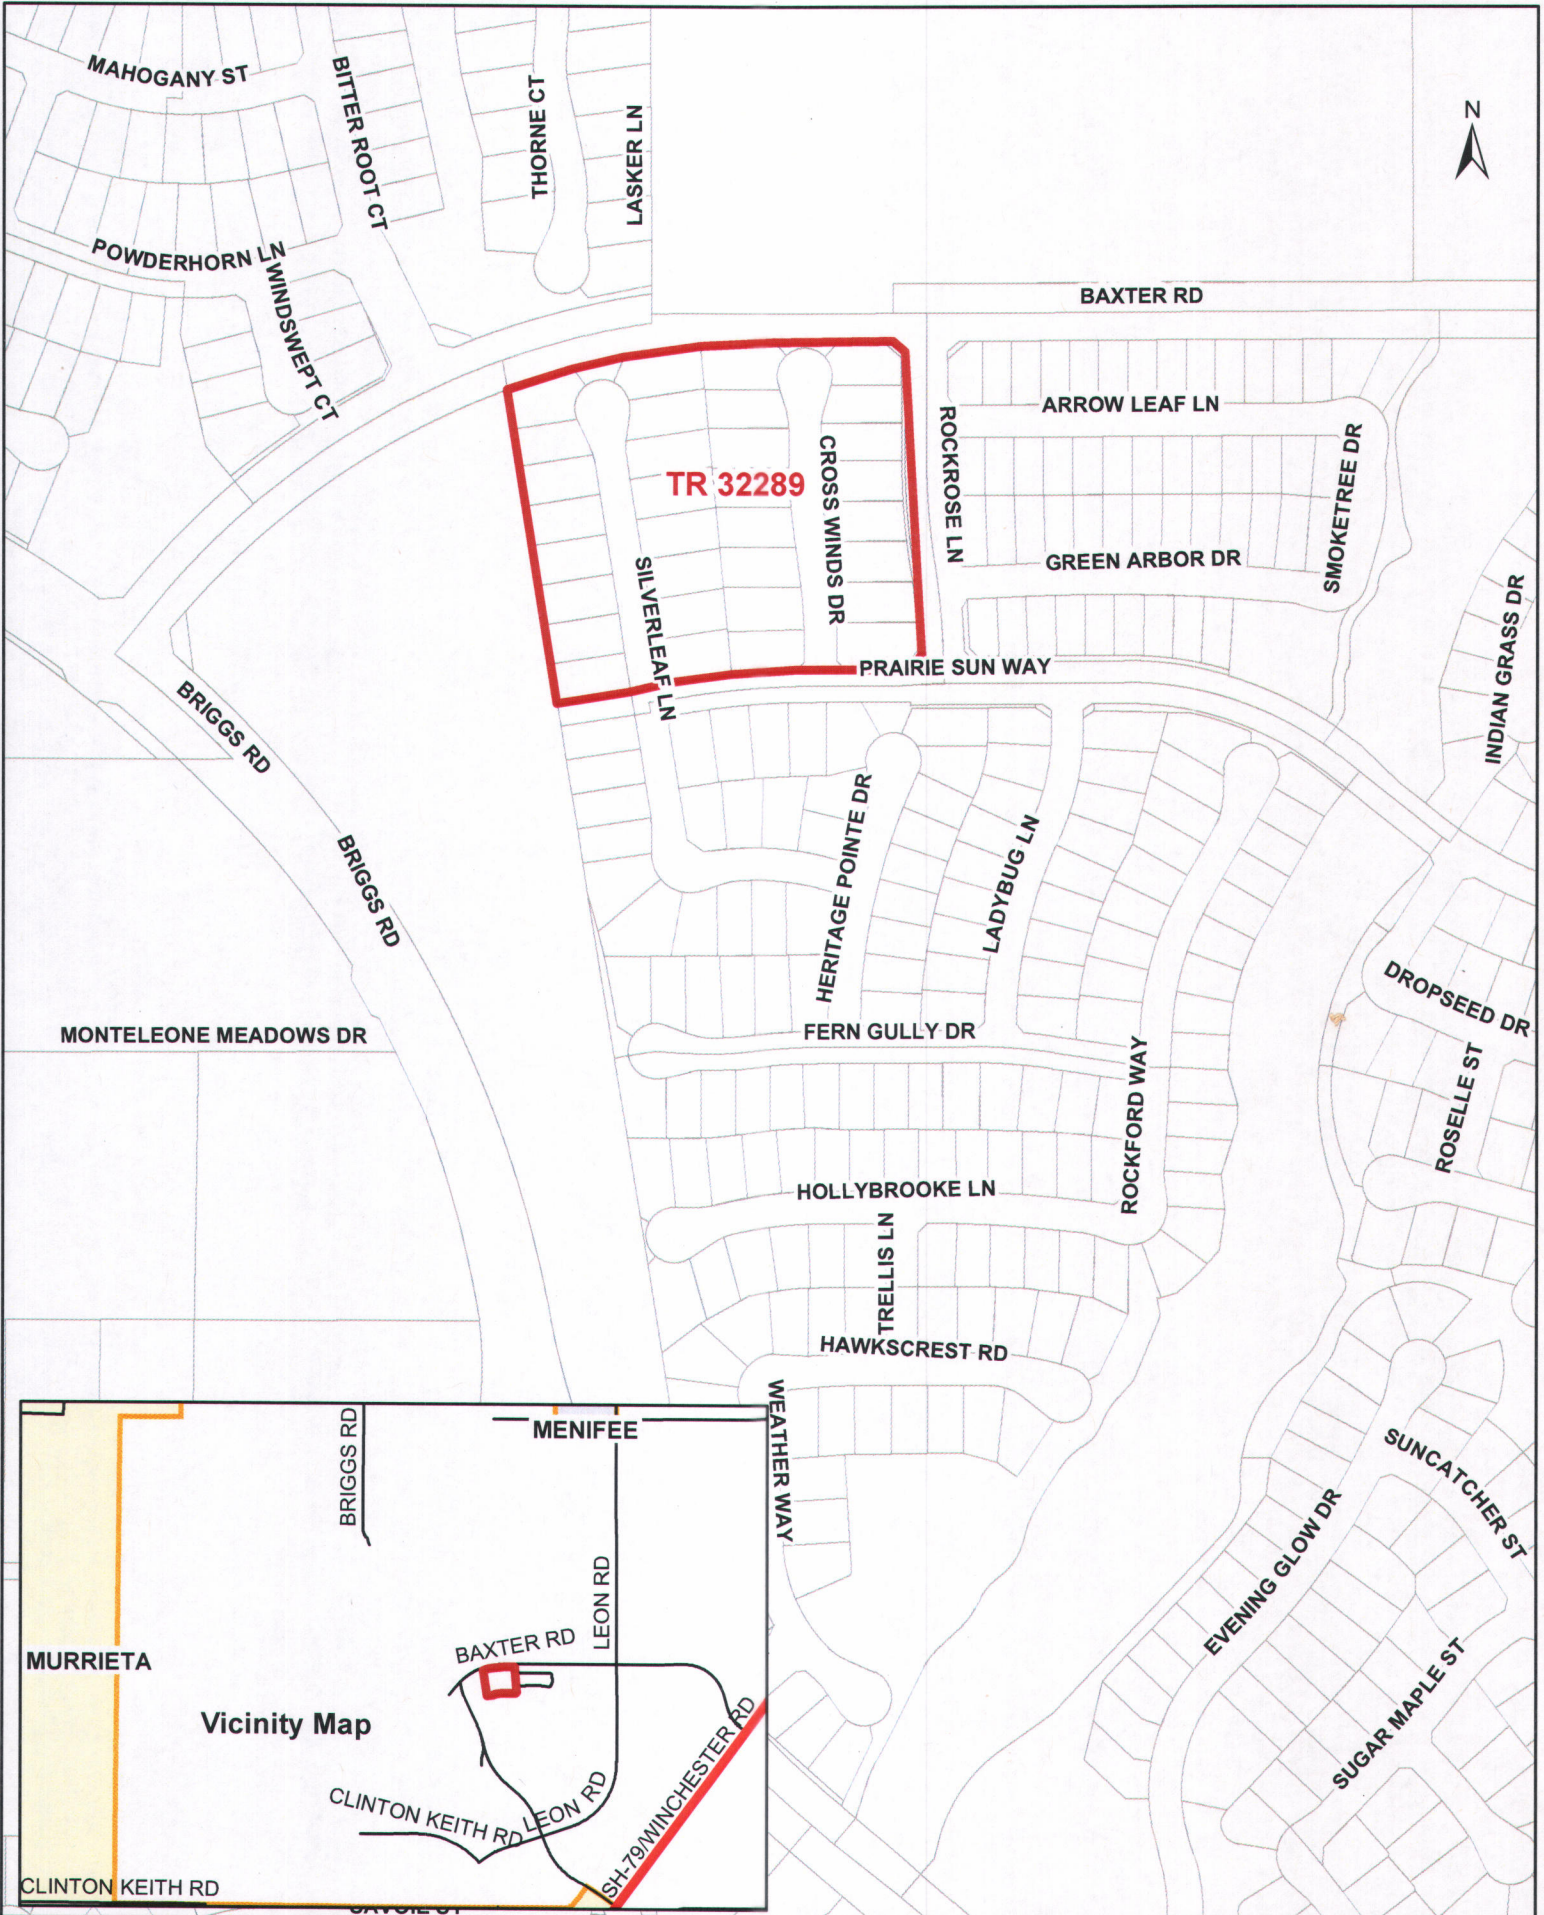 MAHOGANY ST
BITTER ROOT CT
THORNE CT
LASKER LN
N
POWDERHORN LN
WINDSWEPT CT
BAXTER RD
ARROW LEAF LN
ROCKROSE LN
SMOKETREE DR
TR 32289
CROSS WINDS DR
GREEN ARBOR DR
SILVERLEAF LN
INDIAN GRASS DR
PRAIRIE SUN WAY
BRIGGS RD
BRIGGS RD
HERITAGE POINTE DR
LADYBUG LN
DROPSEED DR
MONTELEONE MEADOWS DR
FERN GULLY DR
ROCKFORD WAY
ROSELLE ST
HOLLYBROOKE LN
TRELLIS LN
HAWKSCREST RD
WEATHER WAY
SUNCATCHER ST
EVENING GLOW DR
SUGAR MAPLE ST
MENIFEE
BRIGGS RD
LEON RD
BAXTER RD
MURRIETA
Vicinity Map
SH-79/WINCHESTER RD
CLINTON KEITH RD
LEON RD
CLINTON KEITH RD